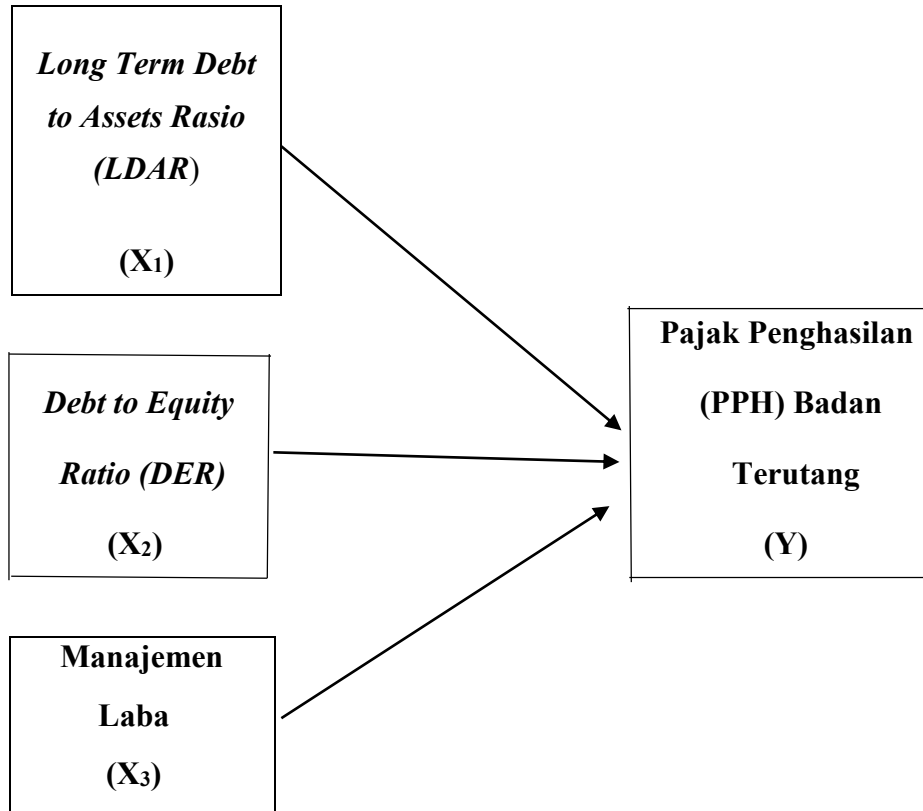 Long Term Debt
to Assets Rasio
(LDAR)
(X₁)
Debt to Equity
Ratio (DER)
(X₂)
Manajemen
Laba
(X₃)
Pajak Penghasilan
(PPH) Badan
Terutang
(Y)